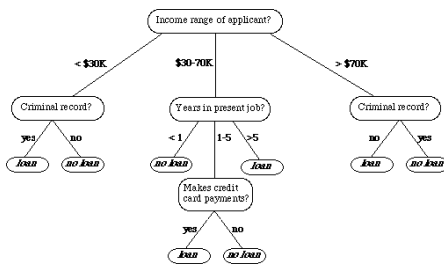 Income range of applicant?
< $30K
$30-70K
> $70K
Criminal record?
Years in present job?
Criminal record?
yes
no
< 1
1-5
>5
no
yes
loan
no loan
no loan
loan
loan
no loan
Makes credit
card payments?
yes
no
loan
no loan